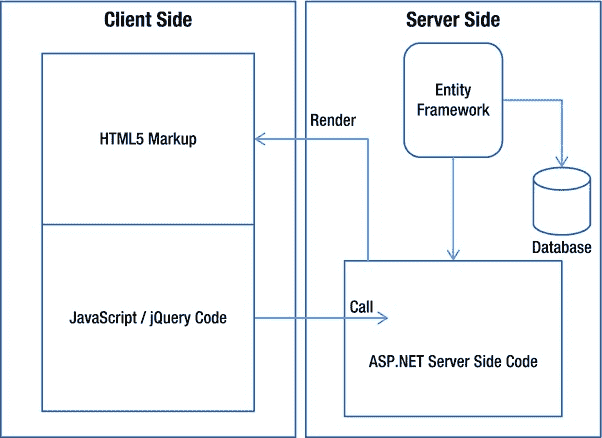 Client Side
HTML5 Markup
JavaScript / jQuery Code
Server Side
Entity
Framework
Render
Database
Call
ASP.NET Server Side Code